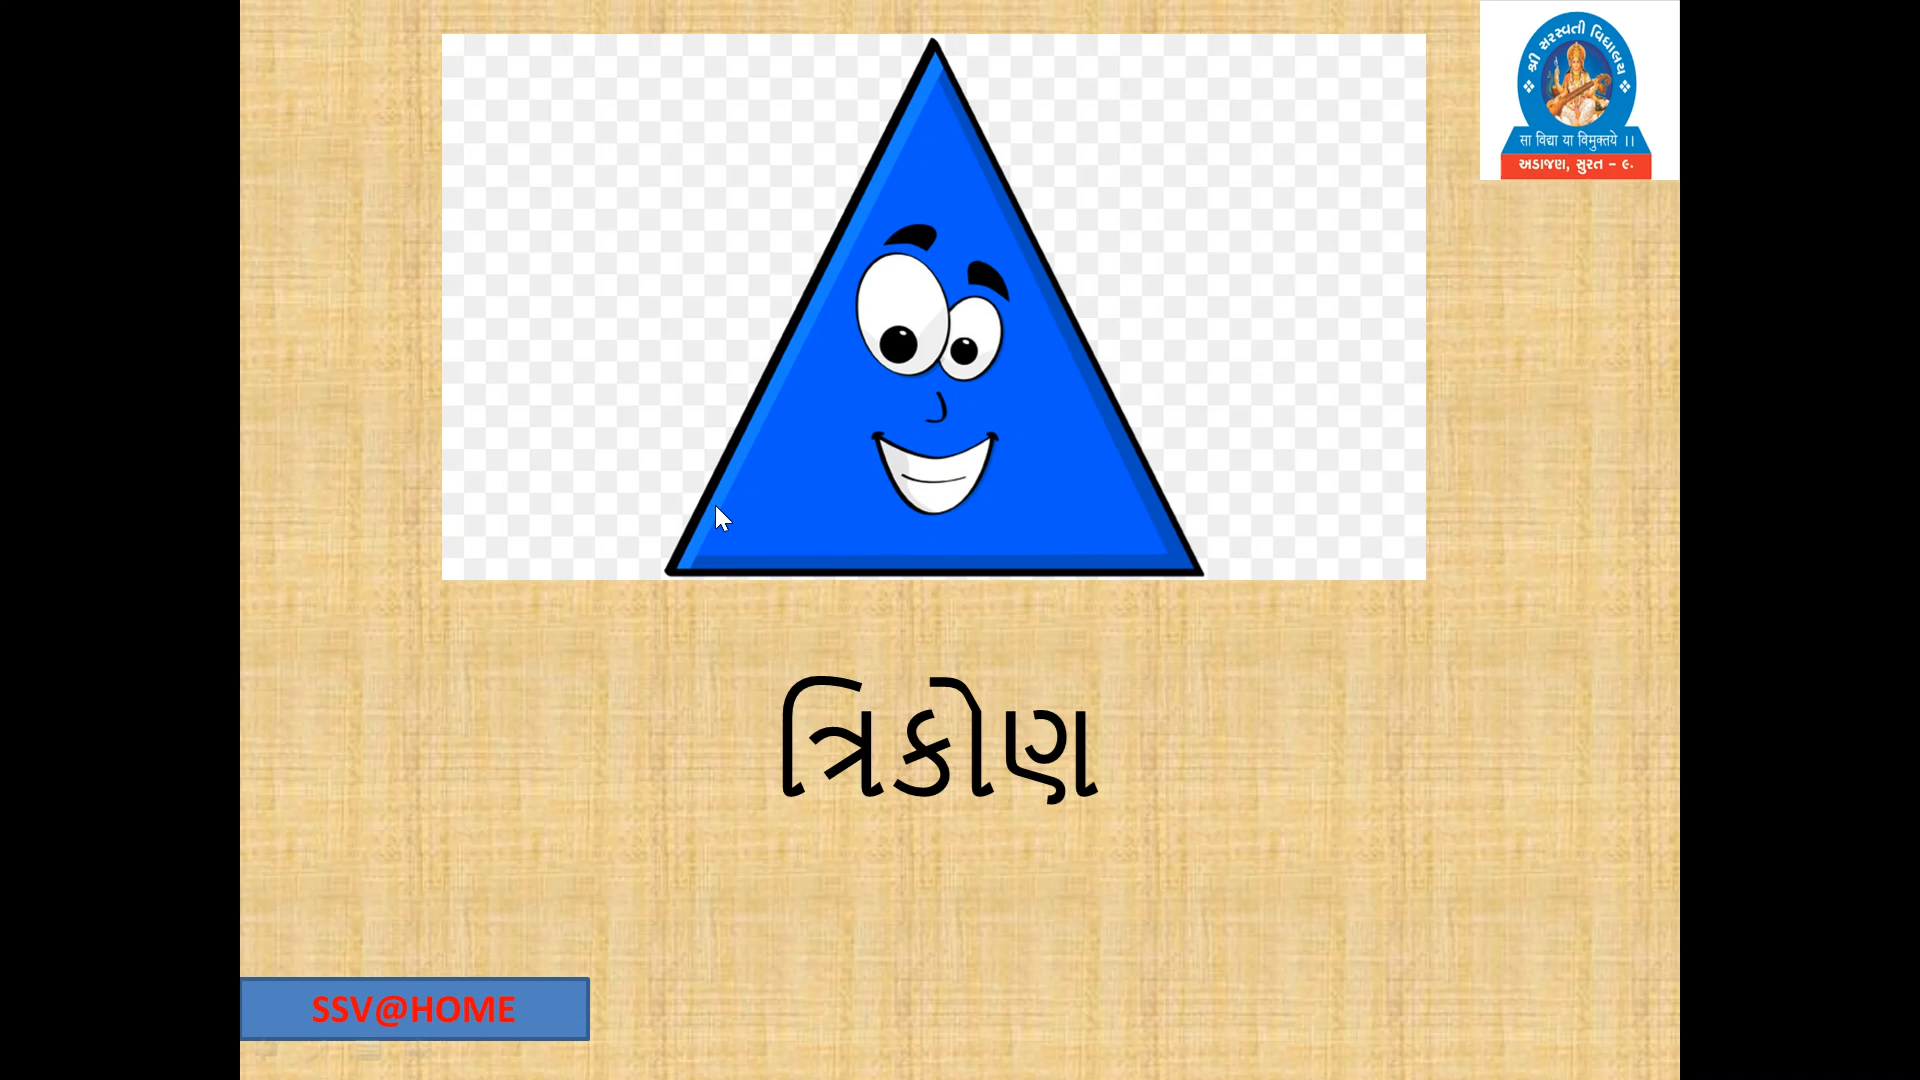 શ્રી સરસ્વતી વિદ્યાલય
सा विद्या या विमुक्तये ।।
અડાજણ, સુરત - ૯.
ત્રિકોણ
SSV@HOME